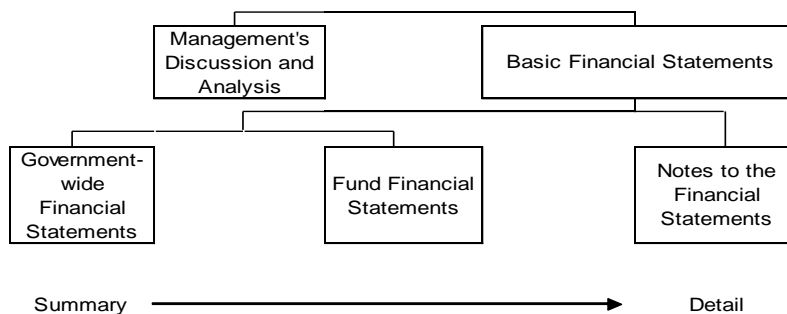 Management's
Discussion and
Analysis
Basic Financial Statements
Government-
wide
Financial
Statements
Fund Financial
Statements
Notes to the
Financial
Statements
Summary
Detail